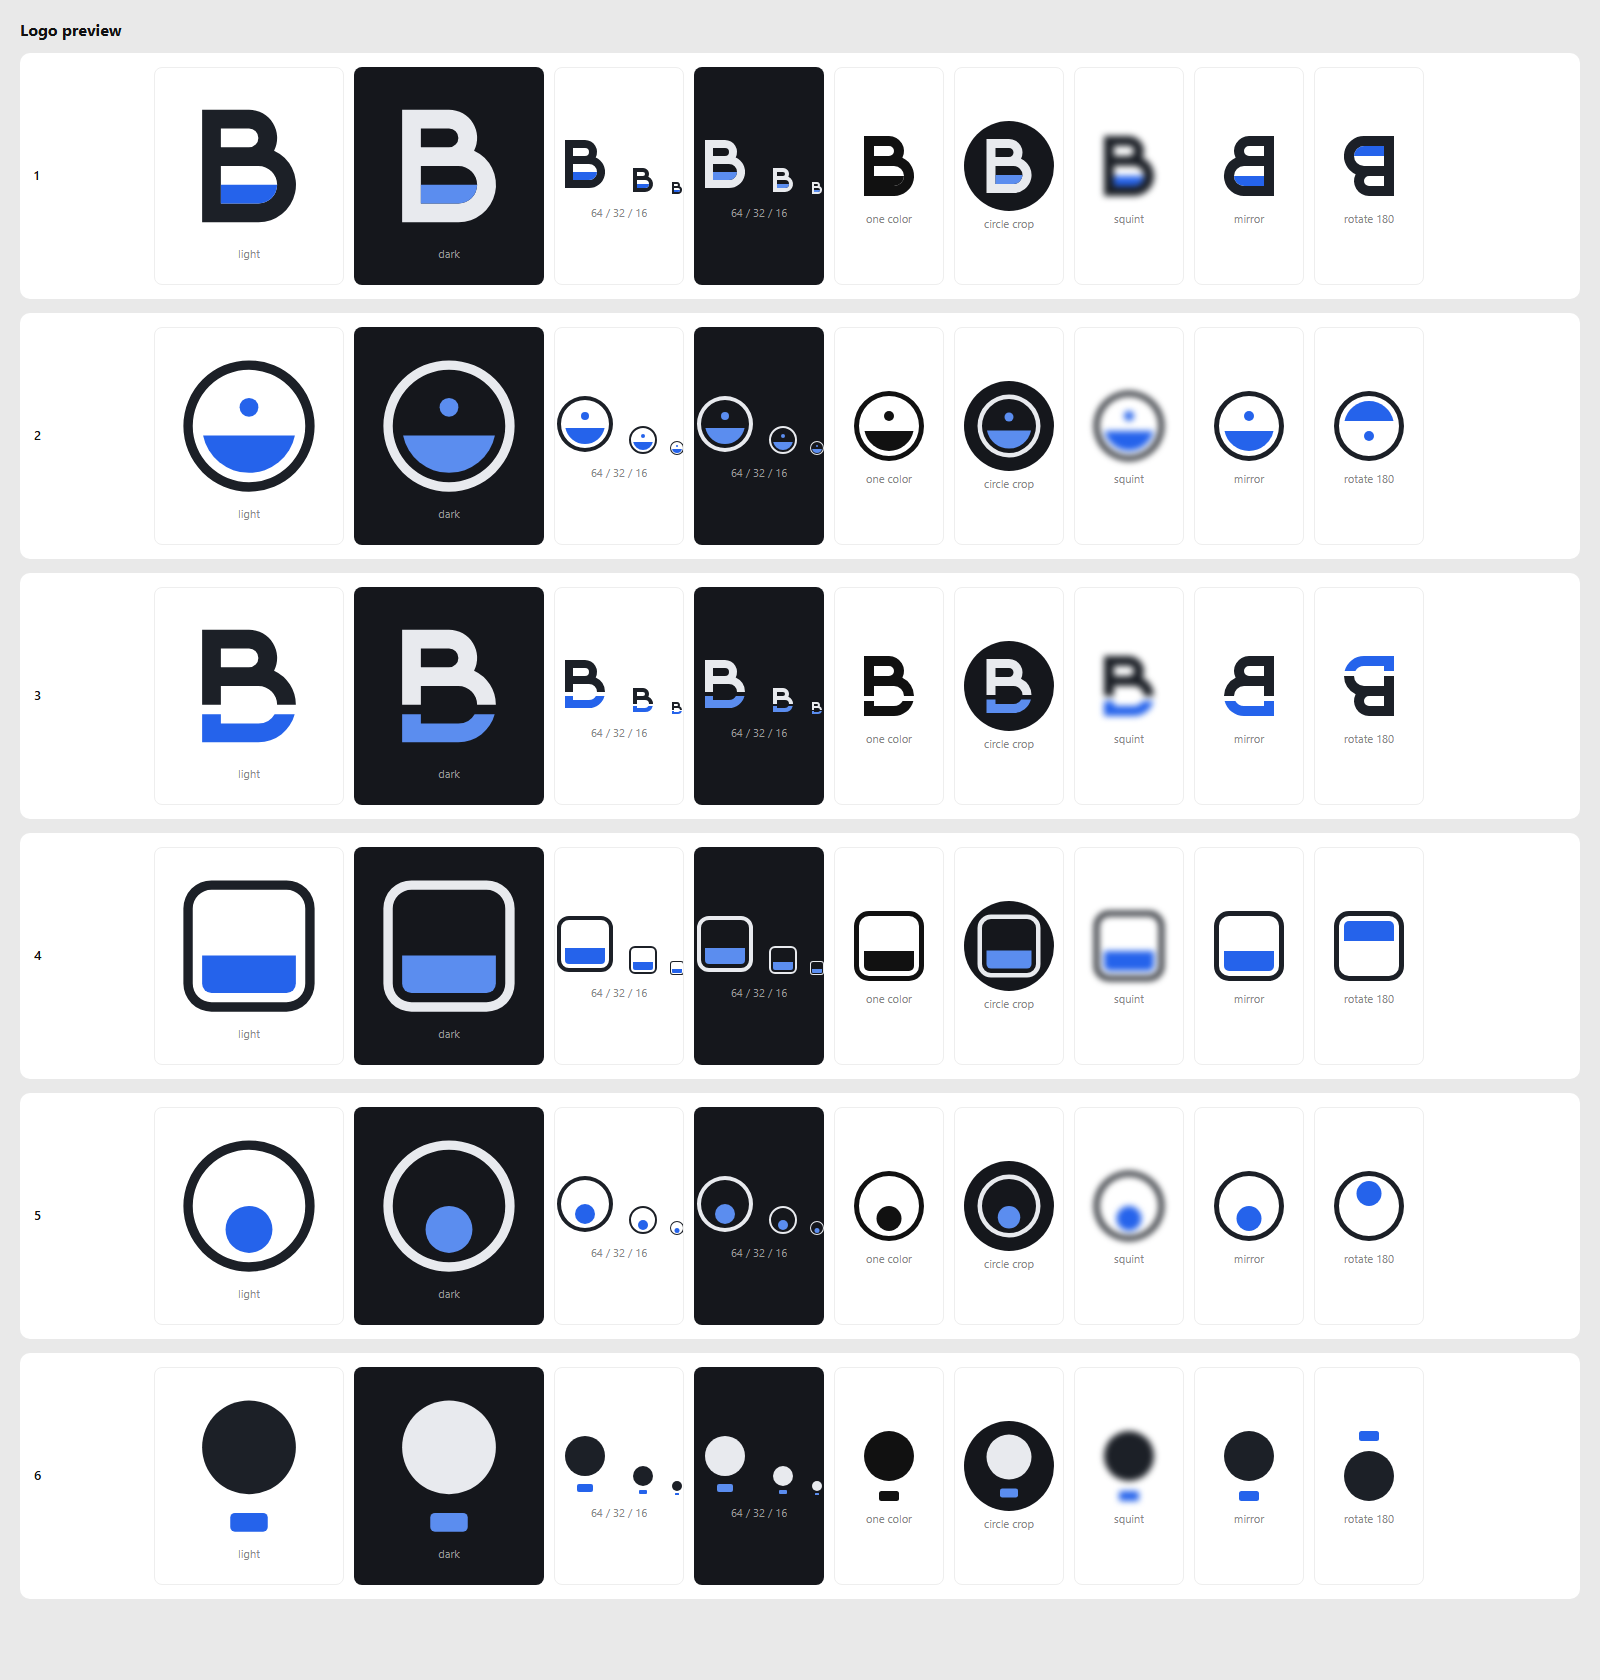 Logo preview
1
light
dark
64 / 32 / 16
64 / 32 / 16
one color
circle crop
squint
mirror
rotate 180
2
light
dark
64 / 32 / 16
64 / 32 / 16
one color
circle crop
squint
mirror
rotate 180
3
light
dark
64 / 32 / 16
64 / 32 / 16
one color
circle crop
squint
mirror
rotate 180
4
light
dark
64 / 32 / 16
64 / 32 / 16
one color
circle crop
squint
mirror
rotate 180
5
light
dark
64 / 32 / 16
64 / 32 / 16
one color
circle crop
squint
mirror
rotate 180
6
light
dark
64 / 32 / 16
64 / 32 / 16
one color
circle crop
squint
mirror
rotate 180